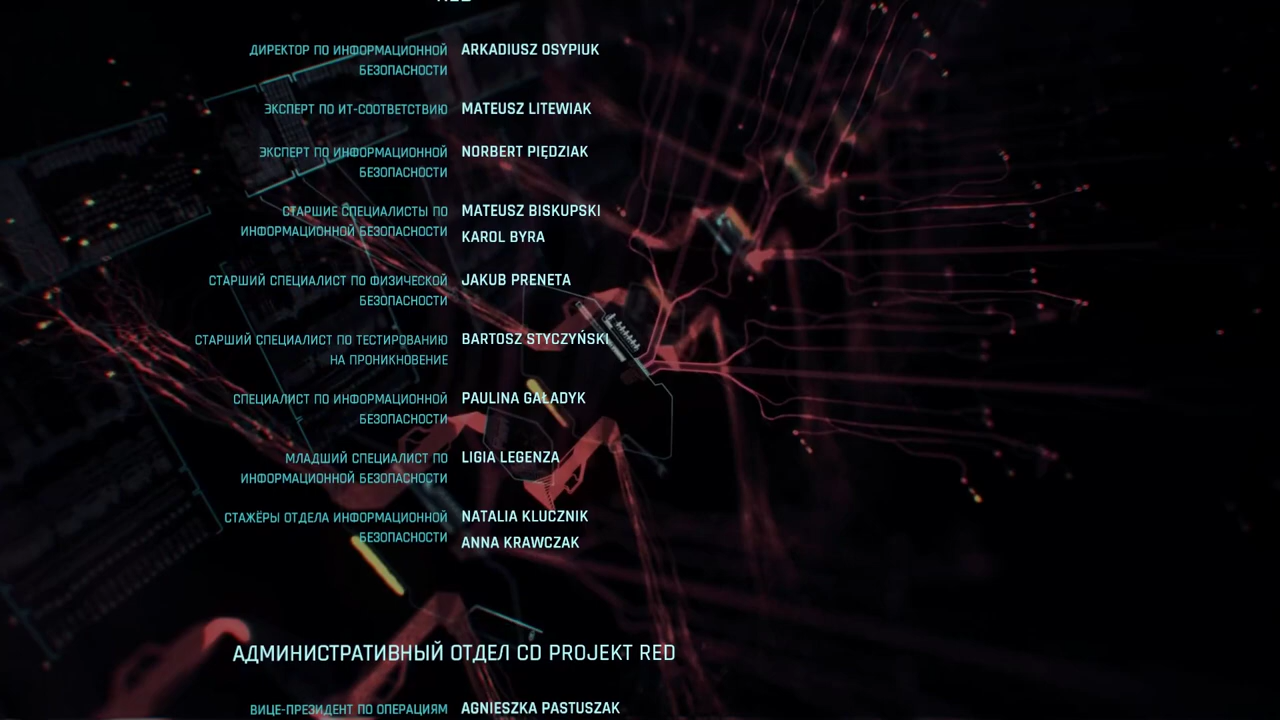 ДИРЕКТОР ПО ИНФОРМАЦИОННОЙ ARKADIUSZ OSYPIUK
БЕЗОПАСНОСТИ
ЭКСПЕРТ ПО ИТ-СООТВЕТСТВИЮ MATEUSZ LITEWIAK
ЭКСПЕРТ ПО ИНФОРМАЦИОННОЙ NORBERT PIĘDZIAK
БЕЗОПАСНОСТИ
СТАРШИЕ СПЕЦИАЛИСТЫ ПО MATEUSZ BISKUPSKI
ИНФОРМАЦИОННОЙ БЕЗОПАСНОСТИ KAROL BYRA
СТАРШИЙ СПЕЦИАЛИСТ ПО ФИЗИЧЕСКОЙ JAKUB PRENETA
БЕЗОПАСНОСТИ
СТАРШИЙ СПЕЦИАЛИСТ ПО ТЕСТИРОВАНИЮ BARTOSZ STYCZYŃSKI
НА ПРОНИКНОВЕНИЕ
СПЕЦИАЛИСТ ПО ИНФОРМАЦИОННОЙ PAULINA GAŁADYK
БЕЗОПАСНОСТИ
МЛАДШИЙ СПЕЦИАЛИСТ ПО LIGIA LEGENZA
ИНФОРМАЦИОННОЙ БЕЗОПАСНОСТИ
СТАЖЁРЫ ОТДЕЛА ИНФОРМАЦИОННОЙ NATALIA KLUCZNIK
БЕЗОПАСНОСТИ ANNA KRAWCZAK
АДМИНИСТРАТИВНЫЙ ОТДЕЛ CD PROJEKT RED
ВИЦЕ-ПРЕЗИДЕНТ ПО ОПЕРАЦИЯМ AGNIESZKA PASTUSZAK